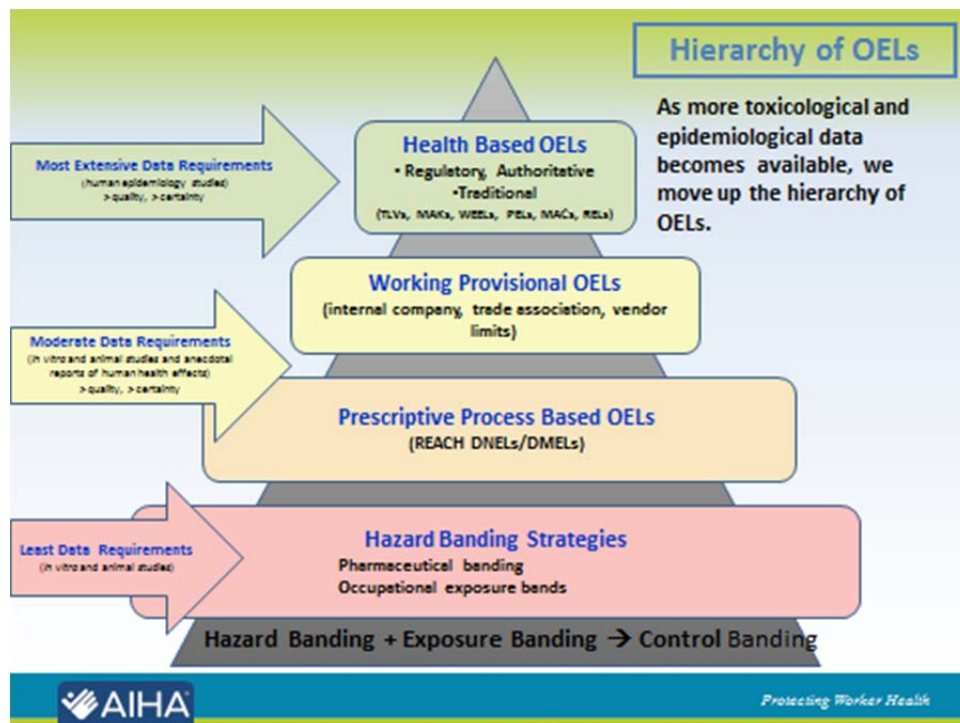 Hierarchy of OELs
As more toxicological and
epidemiological data
becomes available, we
move up the hierarchy of
OELs.
Most Extensive Data Requirements
(human epidemiology studies)
>quality, >certainty
Health Based OELs
• Regulatory, Authoritative
•Traditional
(TLVs, MAKs, WEELs, PELs, MACs, RELs)
Working Provisional OELs
(internal company, trade association, vendor
limits)
Moderate Data Requirements
(in vitro and animal studies and anecdotal
reports of human health effects)
>quality, >certainty
Prescriptive Process Based OELs
(REACH DNELs/DMELs)
Least Data Requirements
(in vitro and animal studies)
Hazard Banding Strategies
Pharmaceutical banding
Occupational exposure bands
Hazard Banding + Exposure Banding → Control Banding
AIHA®
Protecting Worker Health